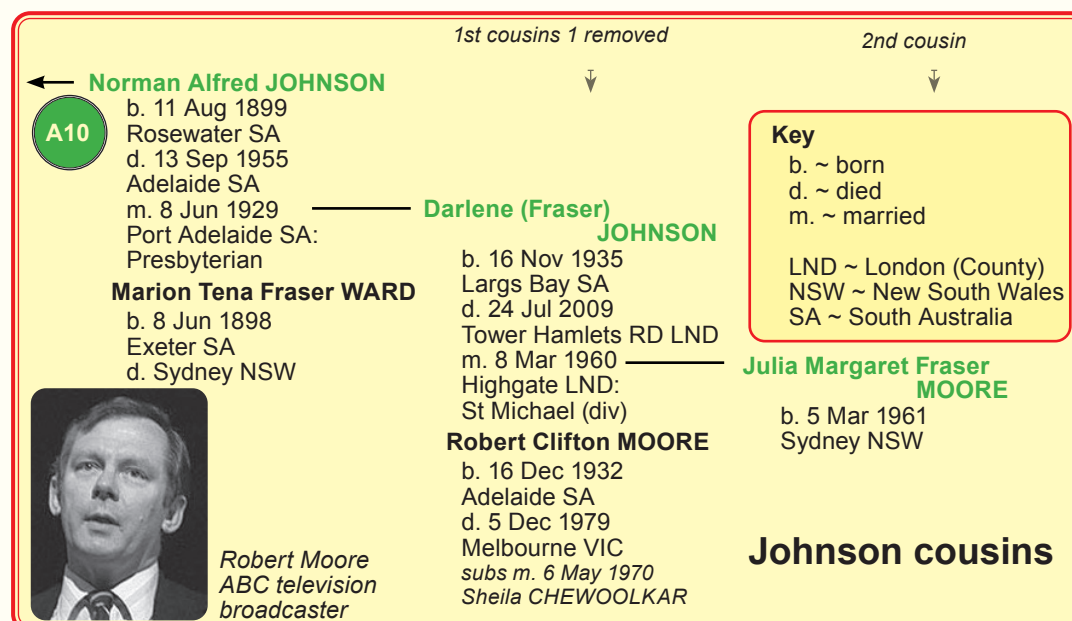 1st cousins 1 removed
2nd cousin
Norman Alfred JOHNSON
A10
b. 11 Aug 1899
Rosewater SA
d. 13 Sep 1955
Adelaide SA
m. 8 Jun 1929
Port Adelaide SA:
Presbyterian
Marion Tena Fraser WARD
b. 8 Jun 1898
Exeter SA
d. Sydney NSW
Robert Moore
ABC television
broadcaster
Darlene (Fraser)
JOHNSON
b. 16 Nov 1935
Largs Bay SA
d. 24 Jul 2009
Tower Hamlets RD LND
m. 8 Mar 1960
Highgate LND:
St Michael (div)
Robert Clifton MOORE
b. 16 Dec 1932
Adelaide SA
d. 5 Dec 1979
Melbourne VIC
subs m. 6 May 1970
Sheila CHEWOOLKAR
Key
b. ~ born
d. ~ died
m. ~ married
LND ~ London (County)
NSW ~ New South Wales
SA ~ South Australia
Julia Margaret Fraser
MOORE
b. 5 Mar 1961
Sydney NSW
Johnson cousins